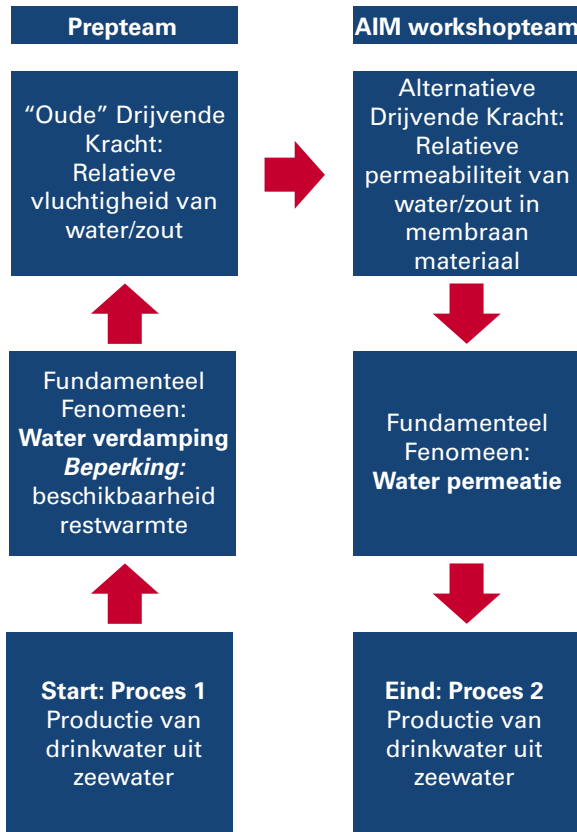 Prepteam
AIM workshopteam
“Oude” Drijvende
Kracht:
Relatieve
vluchtigheid van
water/zout
Alternatieve
Drijvende Kracht:
Relatieve
permeabiliteit van
water/zout in
membraan
materiaal
Fundamenteel
Fenomeen:
Water verdamping
Beperking:
beschikbaarheid
restwarmte
Fundamenteel
Fenomeen:
Water permeatie
Start: Proces 1
Productie van
drinkwater uit
zeewater
Eind: Proces 2
Productie van
drinkwater uit
zeewater